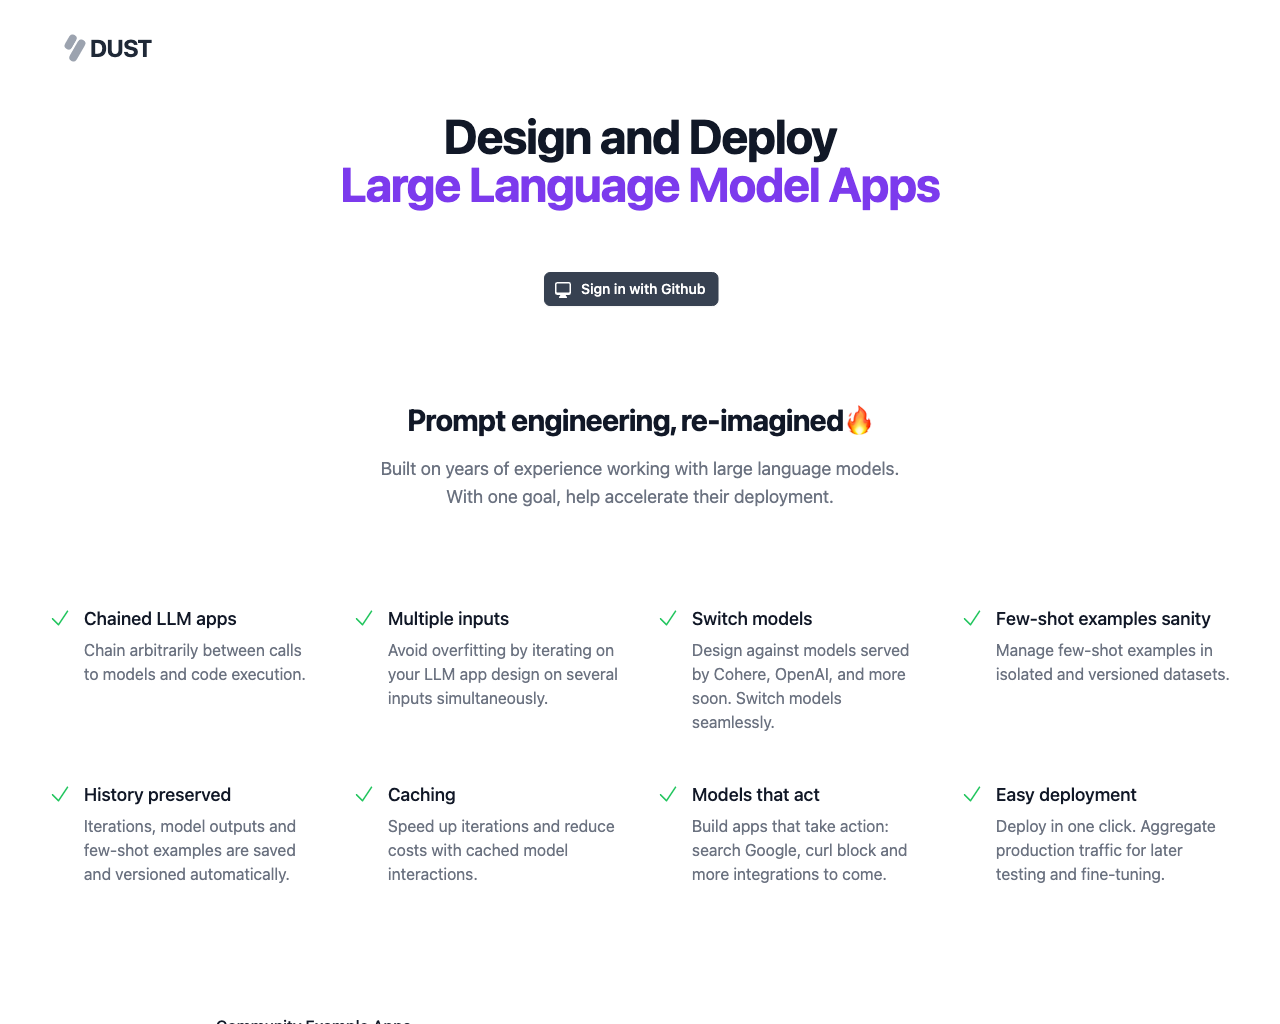 DUST
Design and Deploy
Large Language Model Apps
Sign in with Github
Prompt engineering, re-imagined🔥
Built on years of experience working with large language models.
With one goal, help accelerate their deployment.
Chained LLM apps
Chain arbitrarily between calls
to models and code execution.
Multiple inputs
Avoid overfitting by iterating on
your LLM app design on several
inputs simultaneously.
Switch models
Design against models served
by Cohere, OpenAI, and more
soon. Switch models
seamlessly.
Few-shot examples sanity
Manage few-shot examples in
isolated and versioned datasets.
History preserved
Iterations, model outputs and
few-shot examples are saved
and versioned automatically.
Caching
Speed up iterations and reduce
costs with cached model
interactions.
Models that act
Build apps that take action:
search Google, curl block and
more integrations to come.
Easy deployment
Deploy in one click. Aggregate
production traffic for later
testing and fine-tuning.
Community Example Apps